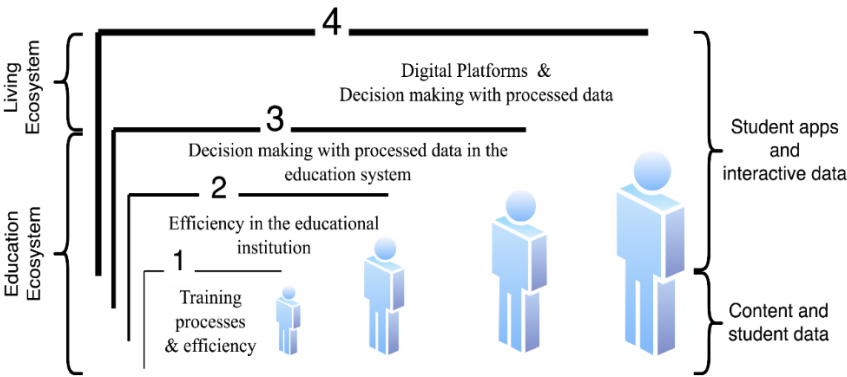 4
Living
Ecosystem
Digital Platforms &
Decision making with processed data
3
Decision making with processed data in the
education system
Student apps
and
interactive data
2
Efficiency in the educational
institution
Education
Ecosystem
1
Training
processes
& efficiency
Content and
student data